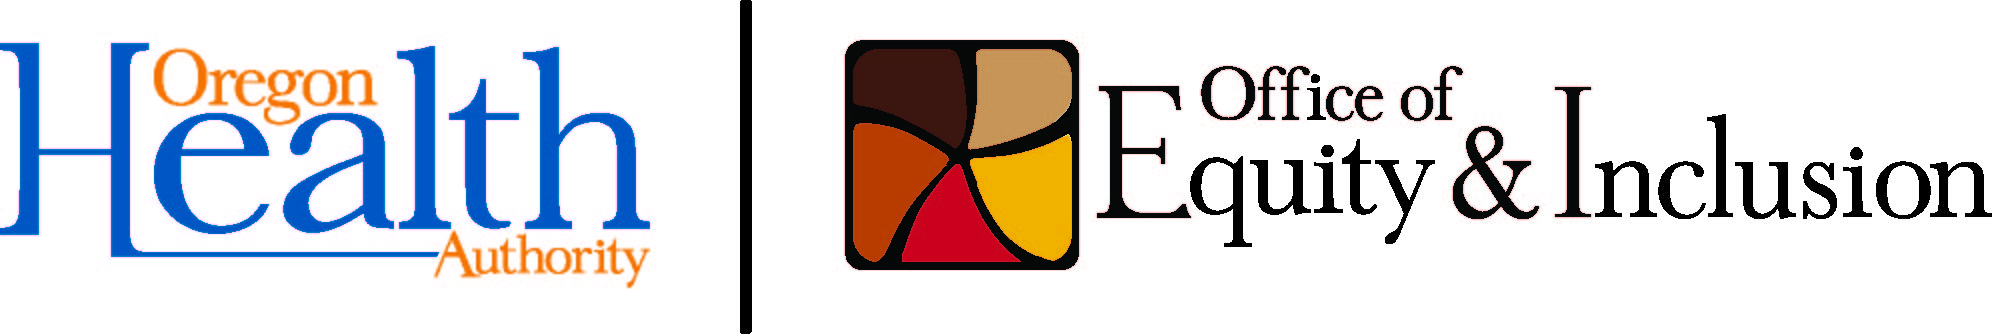 Oregon
Health
Authority
Office of
Equity & Inclusion